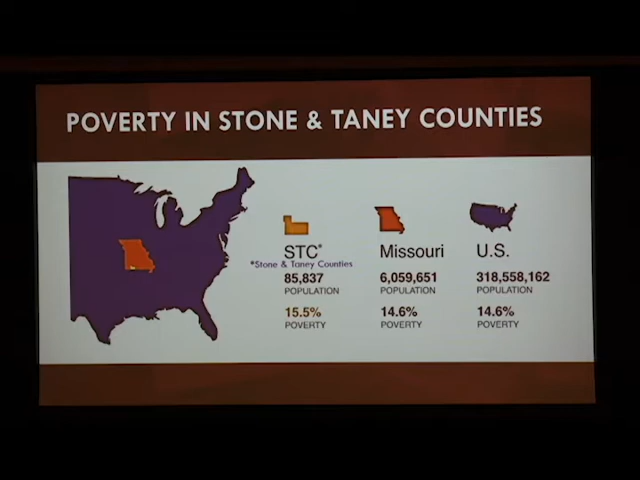 POVERTY IN STONE & TANEY COUNTIES
STC*
*Stone & Taney Counties
85,837
POPULATION
15.5%
POVERTY
Missouri
6,059,651
POPULATION
14.6%
POVERTY
U.S.
318,558,162
POPULATION
14.6%
POVERTY